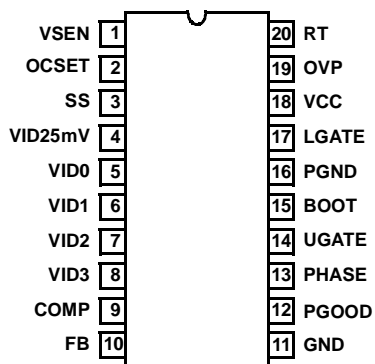 VSEN 1 20 RT
OCSET 2 19 OVP
SS 3 18 VCC
VID25mV 4 17 LGATE
VID0 5 16 PGND
VID1 6 15 BOOT
VID2 7 14 UGATE
VID3 8 13 PHASE
COMP 9 12 PGOOD
FB 10 11 GND